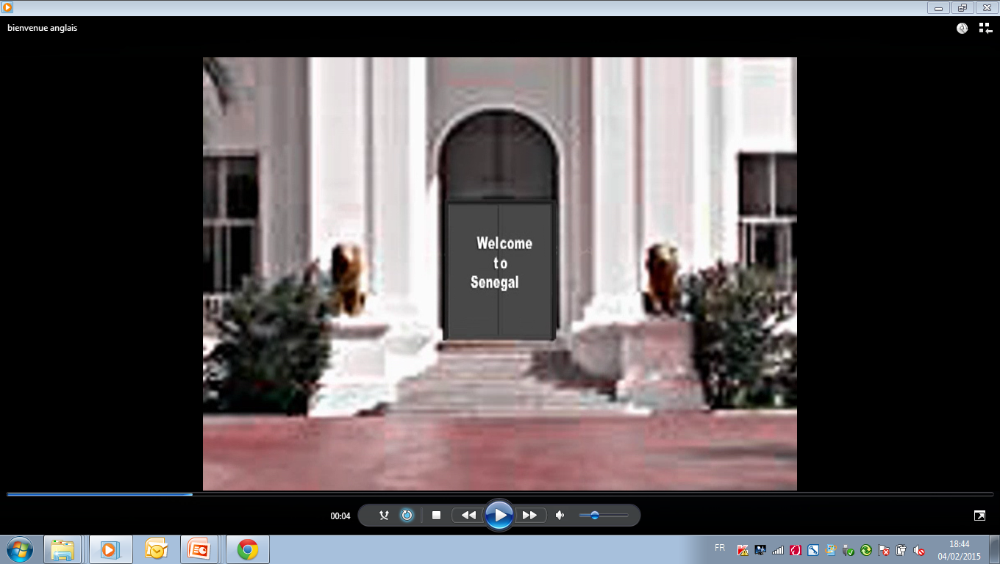 bienvenue anglais
Welcome
to
Senegal
00:04
FR
18:44
04/02/2015